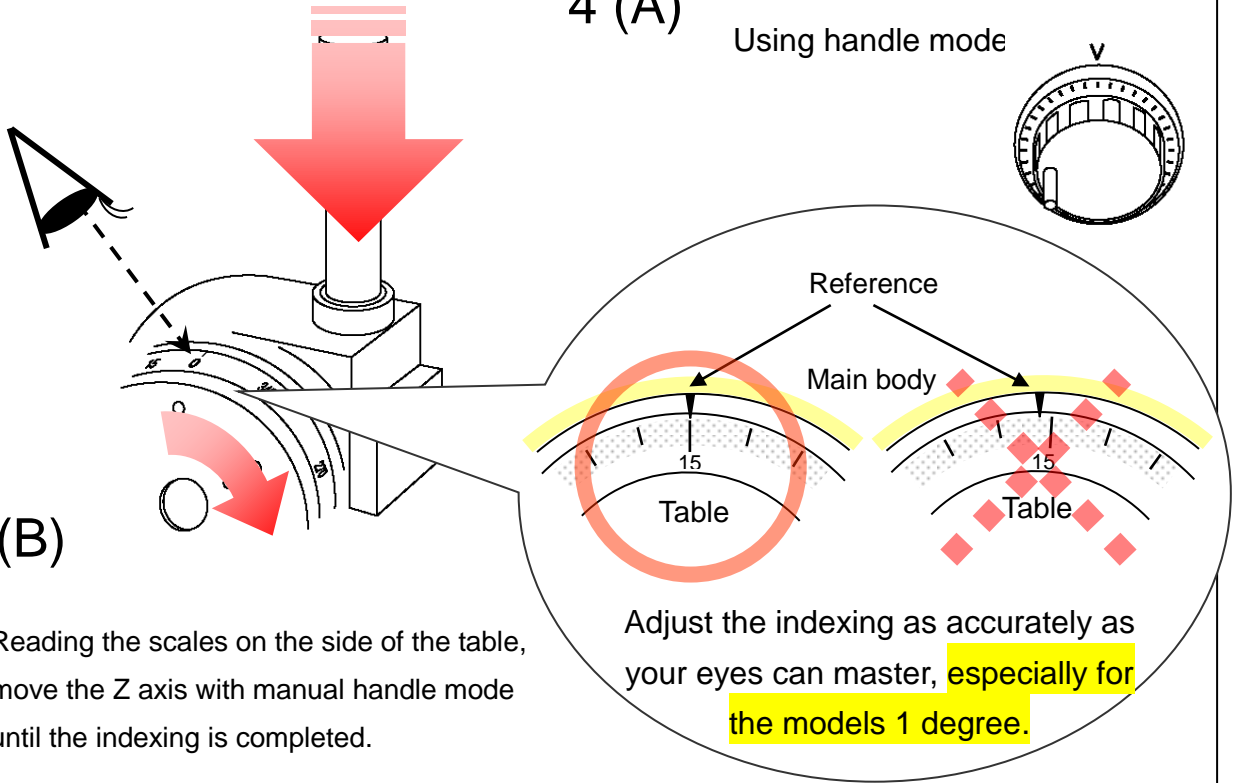 4 (A)
Using handle mode
V
Reference
Main body
15
0
15
15
Table
Table
(B)
Reading the scales on the side of the table,
move the Z axis with manual handle mode
until the indexing is completed.
Adjust the indexing as accurately as
your eyes can master, especially for
the models 1 degree.